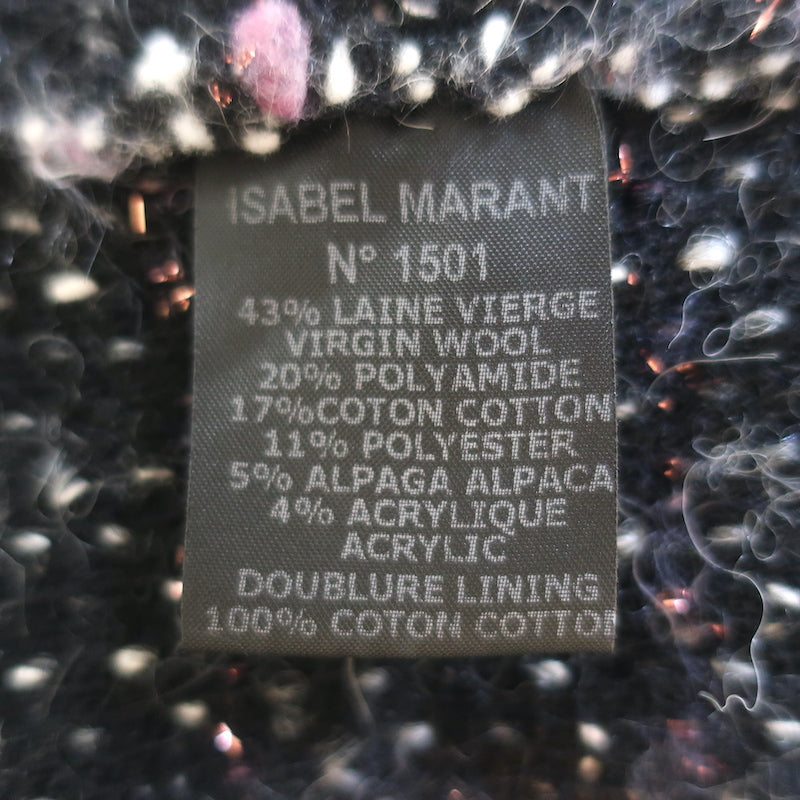 ISABEL MARANT
N° 1501
43% LAINE VIERGE
VIRGIN WOOL
20% POLYAMIDE
17%COTON COTTON
11% POLYESTER
5% ALPAGA ALPACA
4% ACRYLIQUE
ACRYLIC
DOUBLURE LINING
100% COTON COTTON